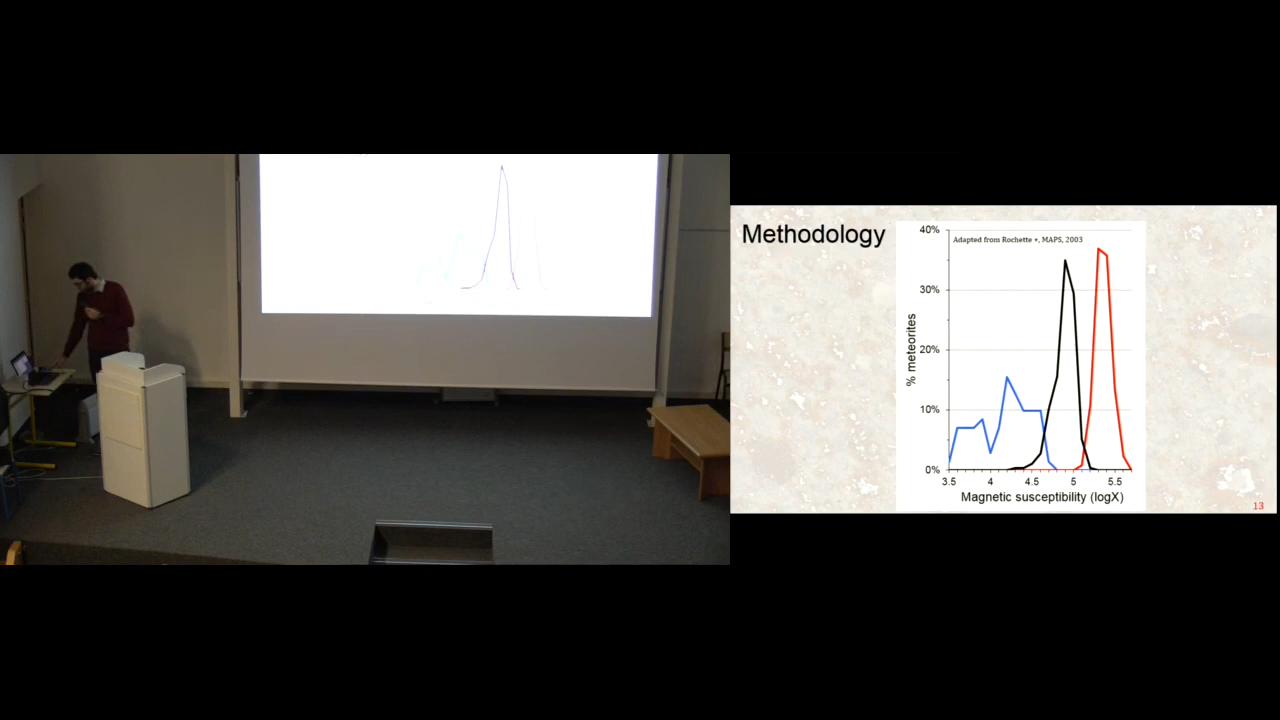 Methodology
Adapted from Rochette +, MAPS, 2003
40%
30%
20%
10%
0%
% meteorites
3.5 4 4.5 5 5.5
Magnetic susceptibility (logX)
13